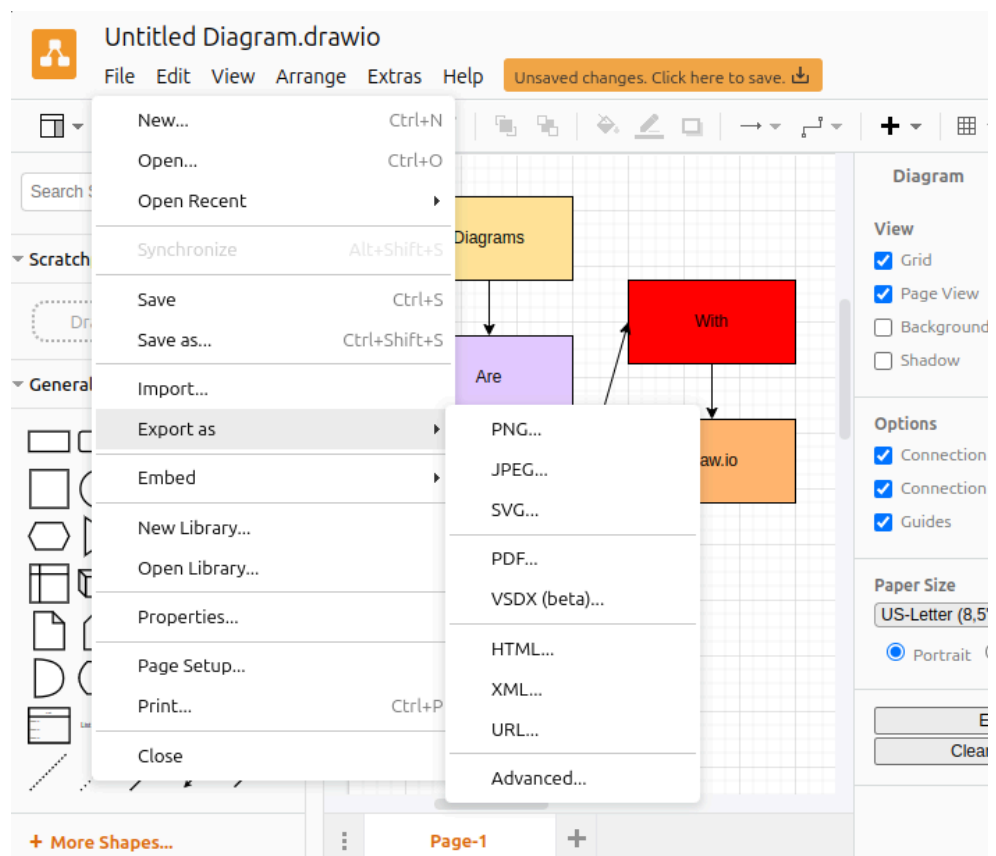 Untitled Diagram.drawio
File Edit View Arrange Extras Help Unsaved changes. Click here to save.
New... Ctrl+N
Open... Ctrl+O
Open Recent
Synchronize Alt+Shift+S
Save Ctrl+S
Save as... Ctrl+Shift+S
Import...
Export as
Embed
New Library...
Open Library...
Properties...
Page Setup...
Print... Ctrl+P
Close
PNG...
JPEG...
SVG...
PDF...
VSDX (beta)...
HTML...
XML...
URL...
Advanced...
Search
Scratch
Dr
General
List
+ More Shapes...
Diagrams
Are
With
aw.io
Page-1
Diagram
View
Grid
Page View
Background
Shadow
Options
Connection
Connection
Guides
Paper Size
US-Letter (8,5"
Portrait
E
Clear